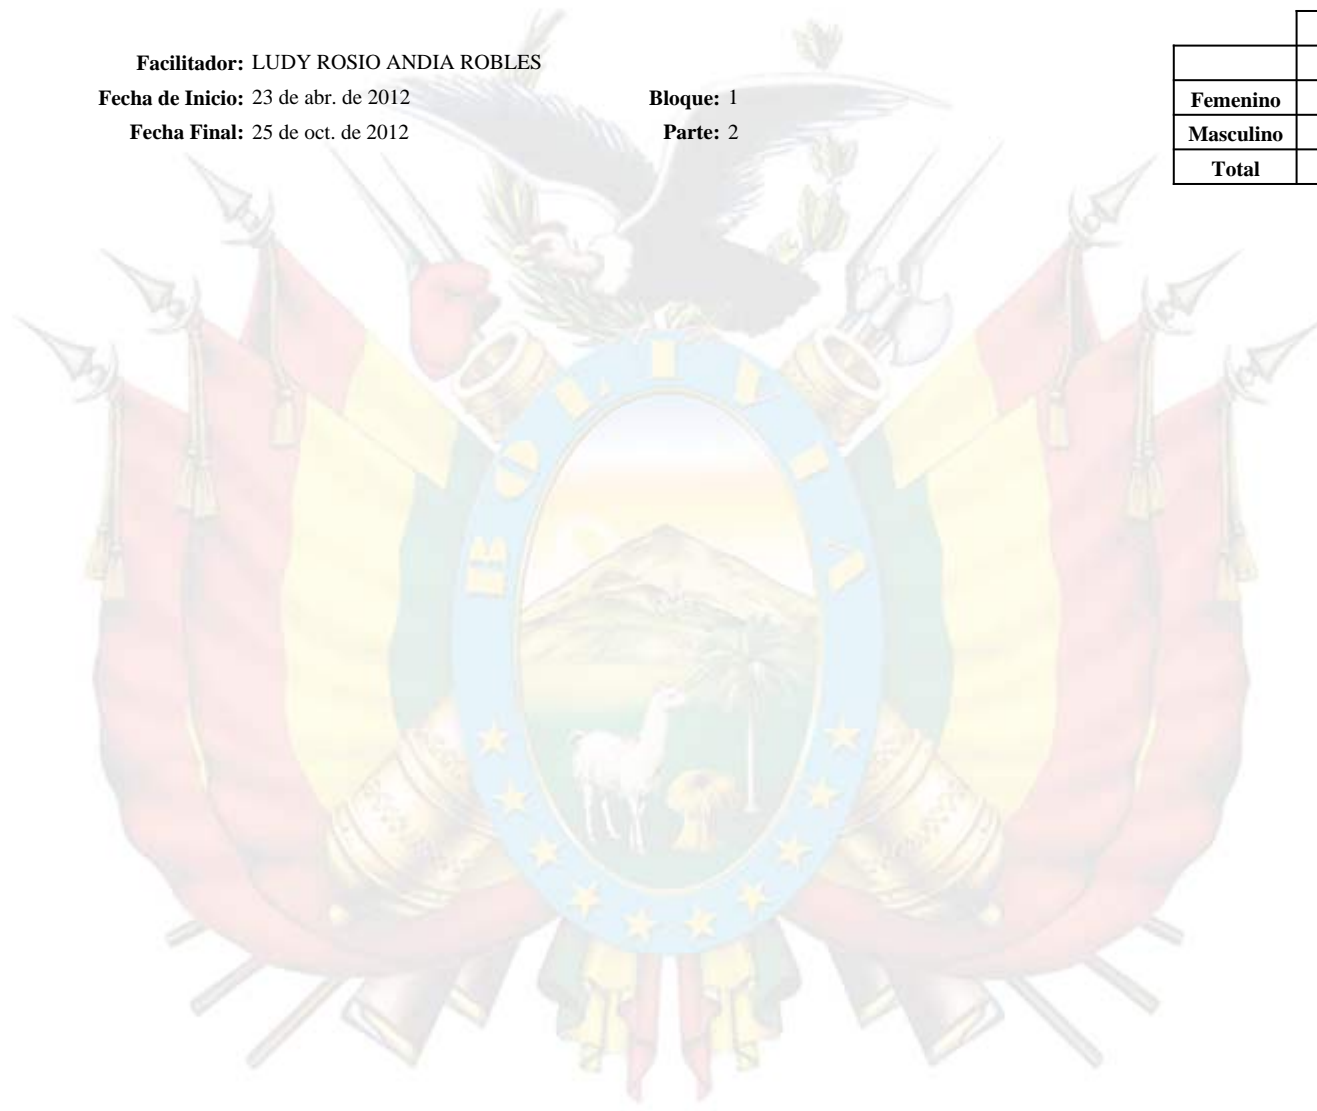 Facilitador: LUDY ROSIO ANDIA ROBLES
Fecha de Inicio: 23 de abr. de 2012 Bloque: 1
Fecha Final: 25 de oct. de 2012 Parte: 2
Femenino
Masculino
Total
BOLIVIA